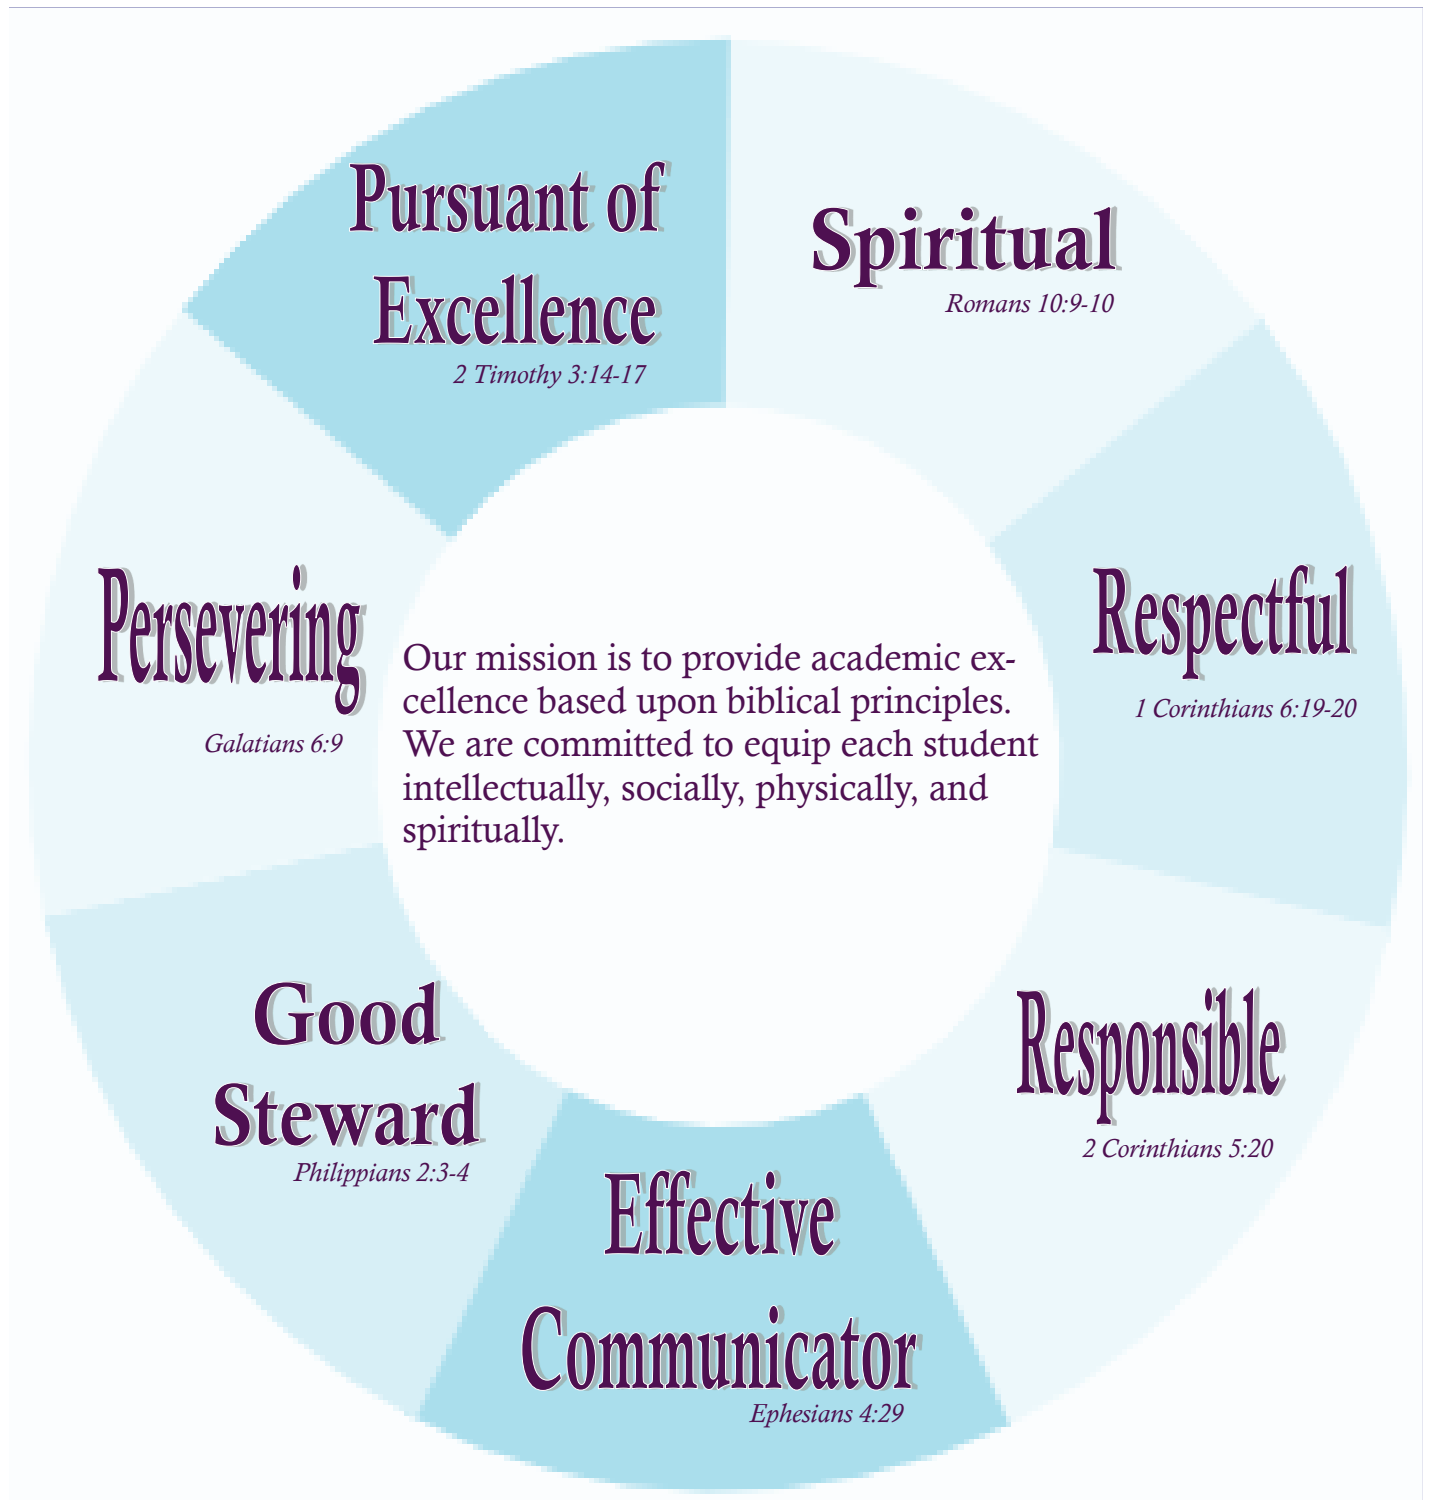 Pursuant of
Excellence
2 Timothy 3:14-17
Spiritual
Romans 10:9-10
Respectful
1 Corinthians 6:19-20
Responsible
2 Corinthians 5:20
Effective
Communicator
Ephesians 4:29
Good
Steward
Philippians 2:3-4
Persevering
Galatians 6:9
Our mission is to provide academic ex-
cellence based upon biblical principles.
We are committed to equip each student
intellectually, socially, physically, and
spiritually.